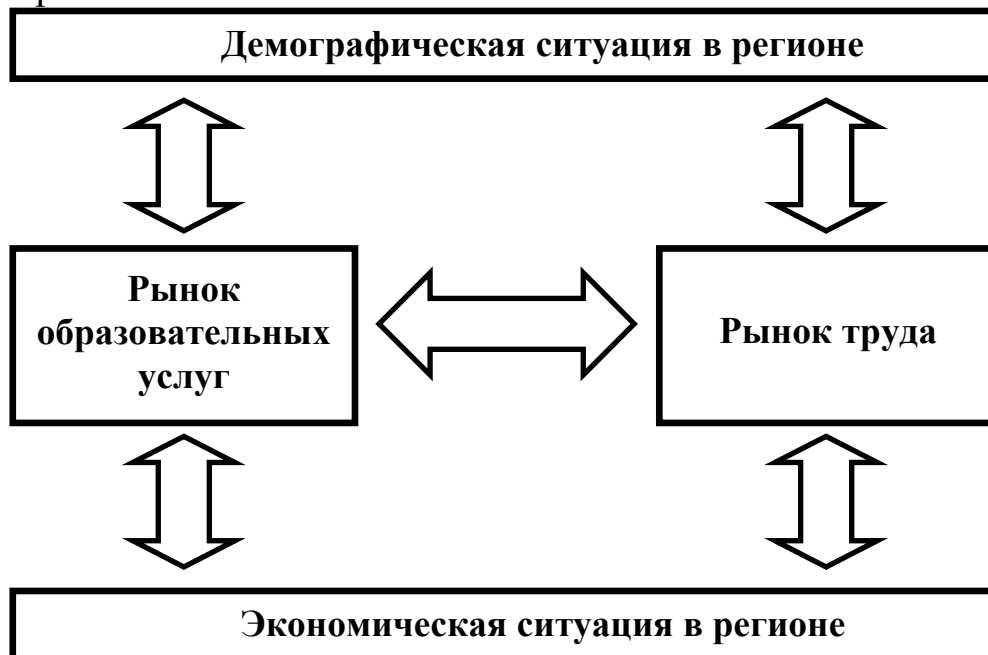 Демографическая ситуация в регионе
Рынок
образовательных
услуг
Рынок труда
Экономическая ситуация в регионе